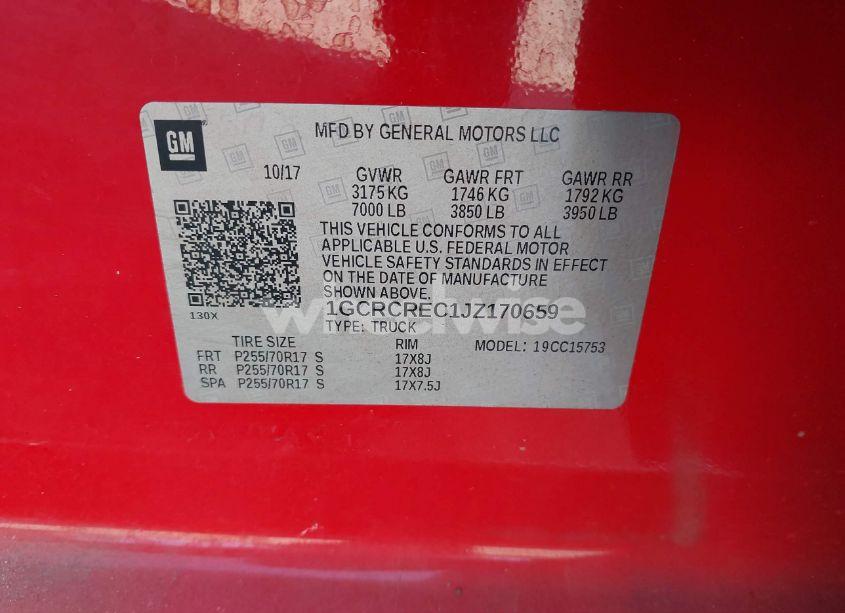 GM
MFD BY GENERAL MOTORS LLC
10/17 GVWR GAWR FRT GAWR RR
3175 KG 1746 KG 1792 KG
7000 LB 3850 LB 3950 LB
THIS VEHICLE CONFORMS TO ALL
APPLICABLE U.S. FEDERAL MOTOR
VEHICLE SAFETY STANDARDS IN EFFECT
ON THE DATE OF MANUFACTURE
SHOWN ABOVE.
130X
1GCRCREC1JZ170659
TYPE: TRUCK
TIRE SIZE RIM MODEL: 19CC15753
FRT P255/70R17 S 17X8J
RR P255/70R17 S 17X8J
SPA P255/70R17 S 17X7.5J